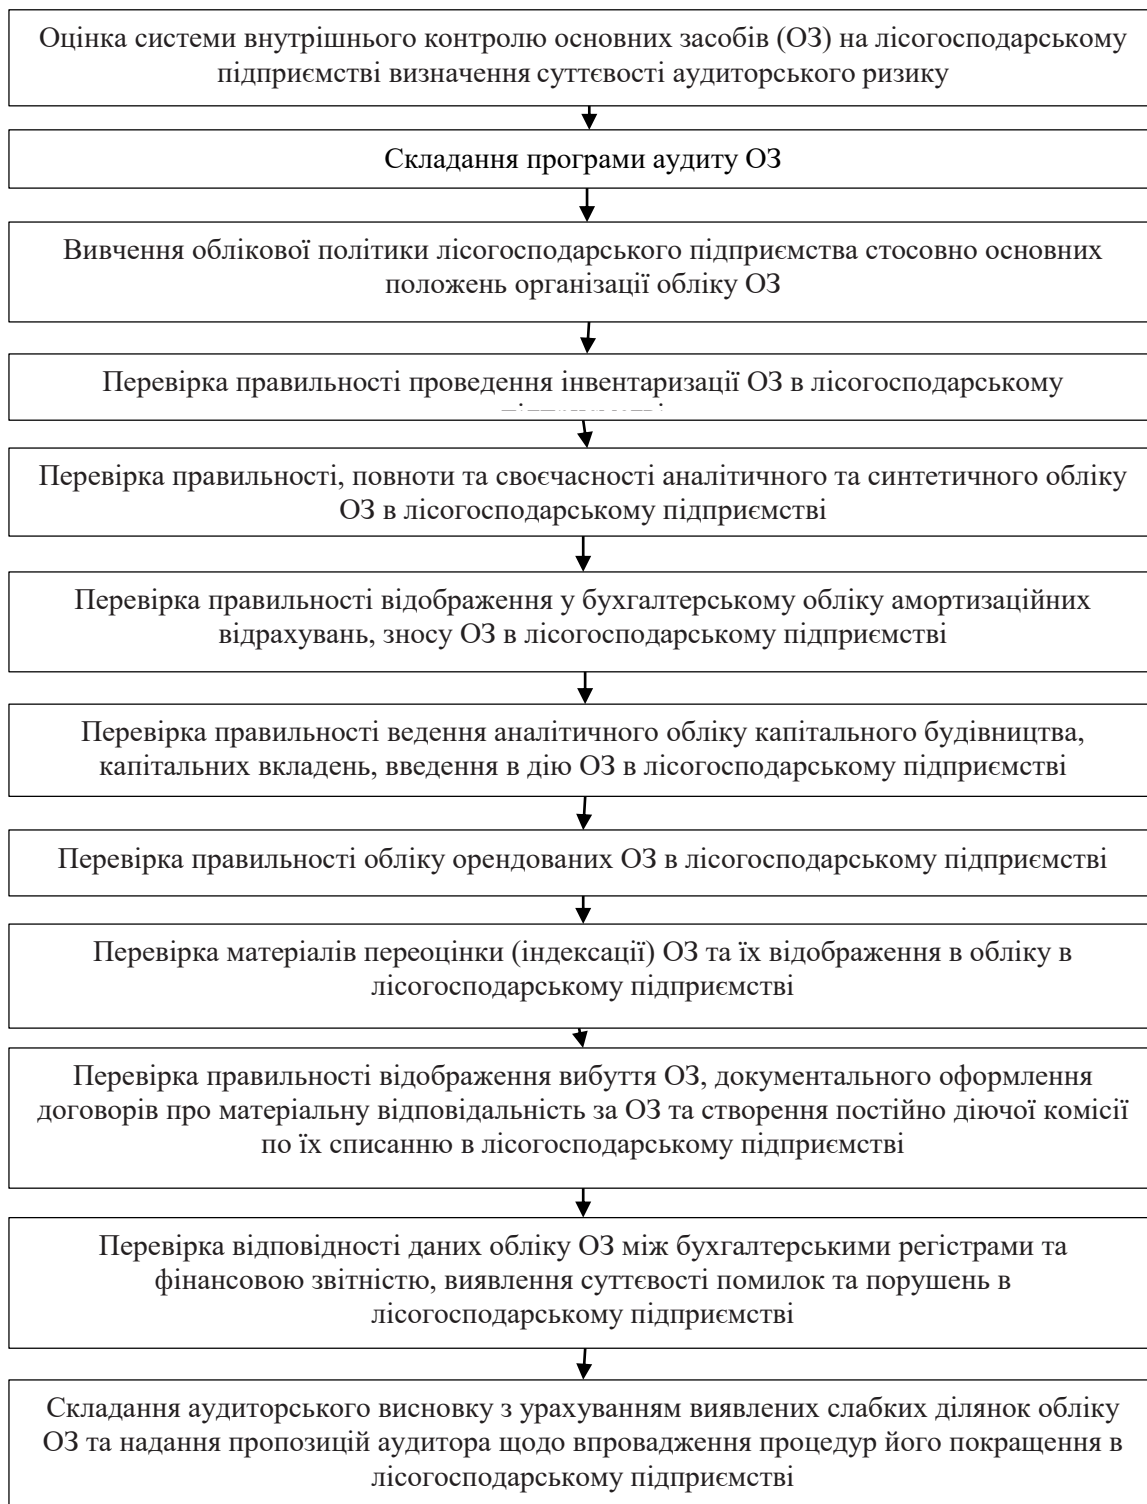 Оцінка системи внутрішнього контролю основних засобів (ОЗ) на лісогосподарському
підприємстві визначення суттєвості аудиторського ризику
Складання програми аудиту ОЗ
Вивчення облікової політики лісогосподарського підприємства стосовно основних
положень організації обліку ОЗ
Перевірка правильності проведення інвентаризації ОЗ в лісогосподарському
Перевірка правильності, повноти та своєчасності аналітичного та синтетичного обліку
ОЗ в лісогосподарському підприємстві
Перевірка правильності відображення у бухгалтерському обліку амортизаційних
відрахувань, зносу ОЗ в лісогосподарському підприємстві
Перевірка правильності ведення аналітичного обліку капітального будівництва,
капітальних вкладень, введення в дію ОЗ в лісогосподарському підприємстві
Перевірка правильності обліку орендованих ОЗ в лісогосподарському підприємстві
Перевірка матеріалів переоцінки (індексації) ОЗ та їх відображення в обліку в
лісогосподарському підприємстві
Перевірка правильності відображення вибуття ОЗ, документального оформлення
договорів про матеріальну відповідальність за ОЗ та створення постійно діючої комісії
по їх списанню в лісогосподарському підприємстві
Перевірка відповідності даних обліку ОЗ між бухгалтерськими регістрами та
фінансовою звітністю, виявлення суттєвості помилок та порушень в
лісогосподарському підприємстві
Складання аудиторського висновку з урахуванням виявлених слабких ділянок обліку
ОЗ та надання пропозицій аудитора щодо впровадження процедур його покращення в
лісогосподарському підприємстві